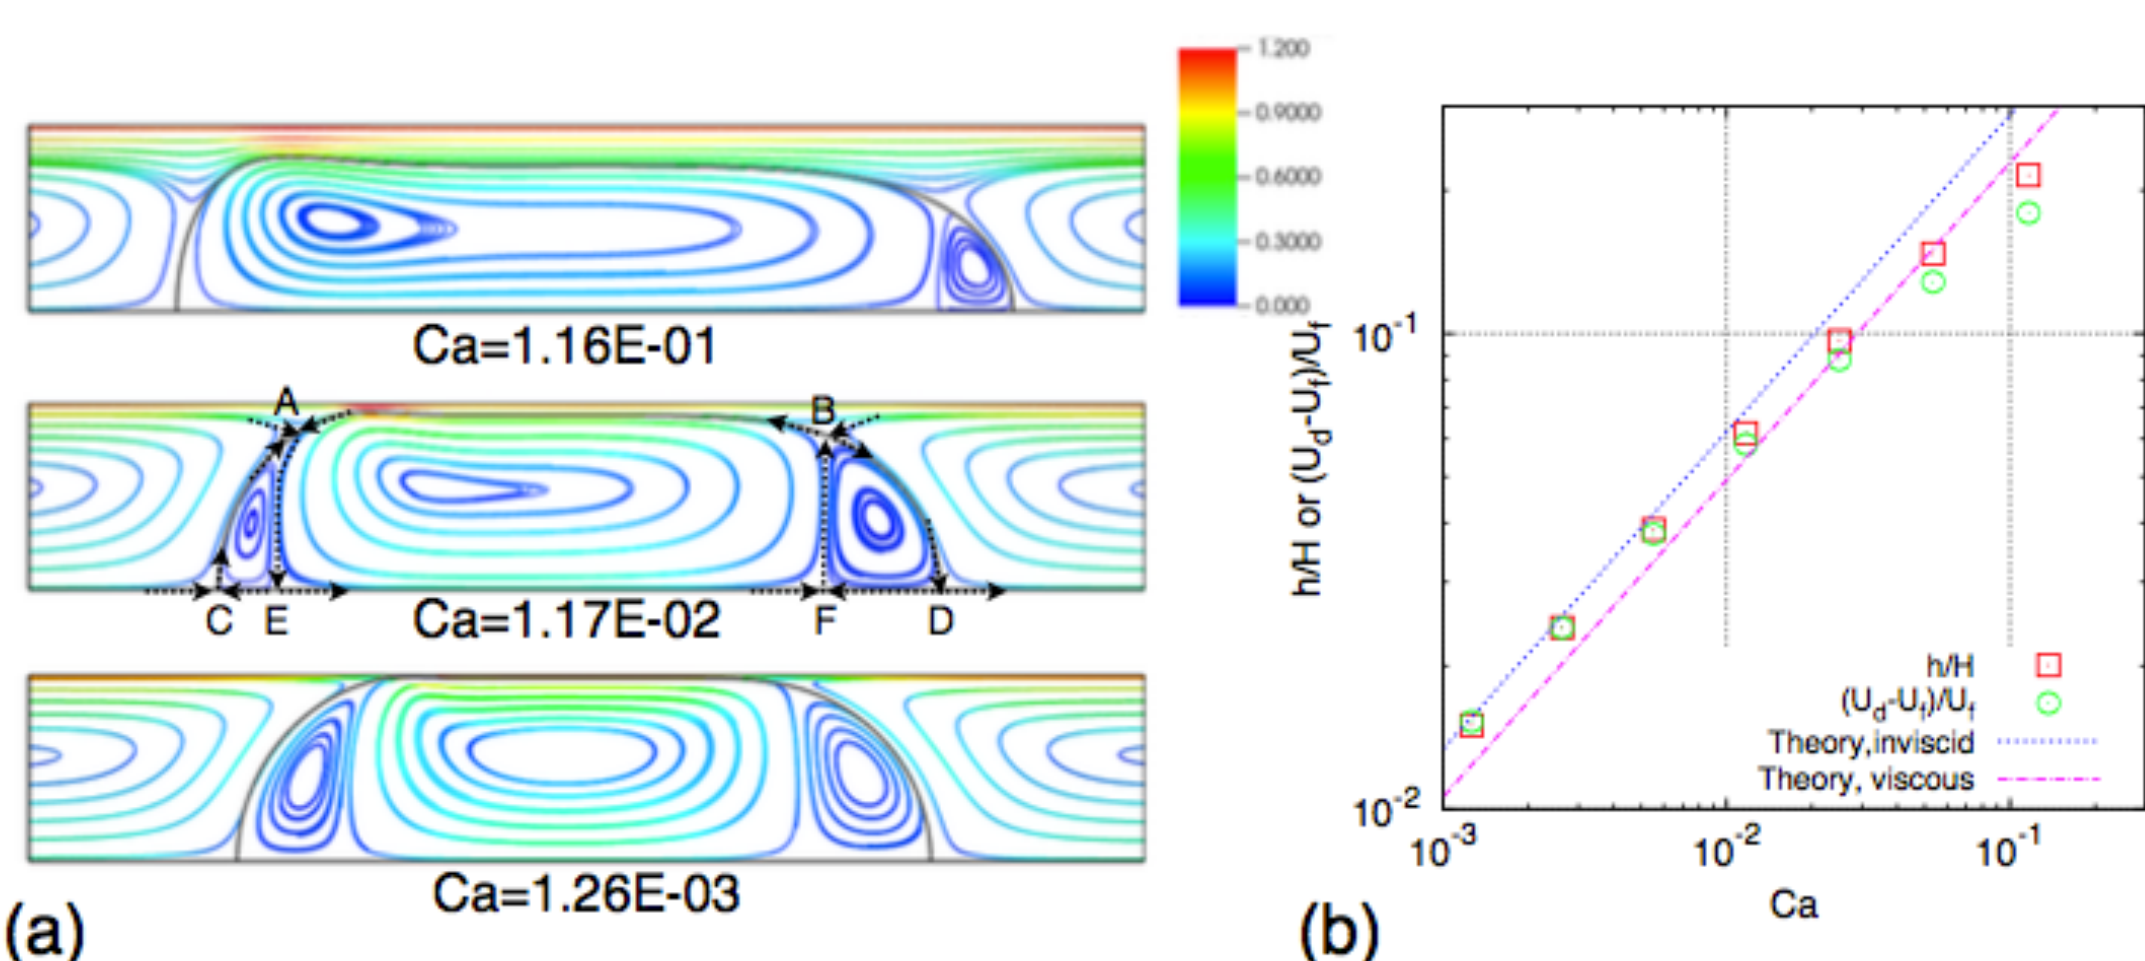 1.200
0.9000
0.6000
0.3000
0.000
Ca=1.16E-01
A
B
C E
F
D
Ca=1.17E-02
Ca=1.26E-03
(a)
h/H or (U_d-U_f)/U_f
10^-1
10^-2
h/H
(U_d-U_f)/U_f
Theory,inviscid
Theory, viscous
10^-3 10^-2 10^-1
Ca
(b)